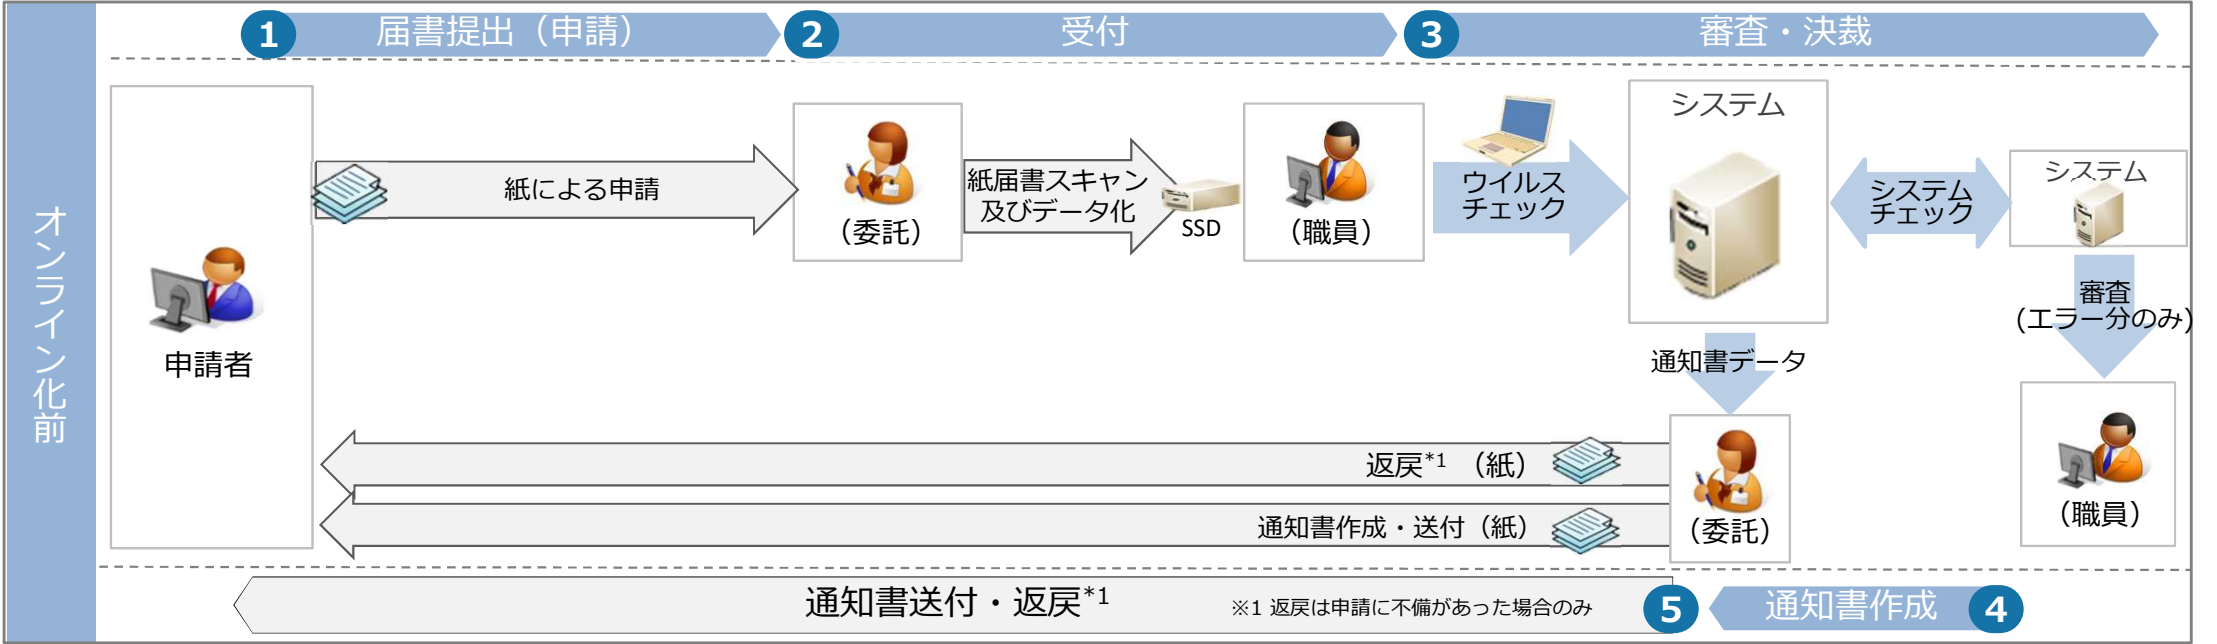 オンライン化前
1 届書提出（申請）
2 受付
3 審査・決裁
申請者
紙による申請
（委託）
紙届書スキャン
及びデータ化
SSD
（職員）
ウイルス
チェック
システム
システム
チェック
システム
審査
(エラー分のみ)
（職員）
通知書データ
（委託）
返戻*1 （紙）
通知書作成・送付（紙）
通知書送付・返戻*1
※1 返戻は申請に不備があった場合のみ
5 通知書作成 4